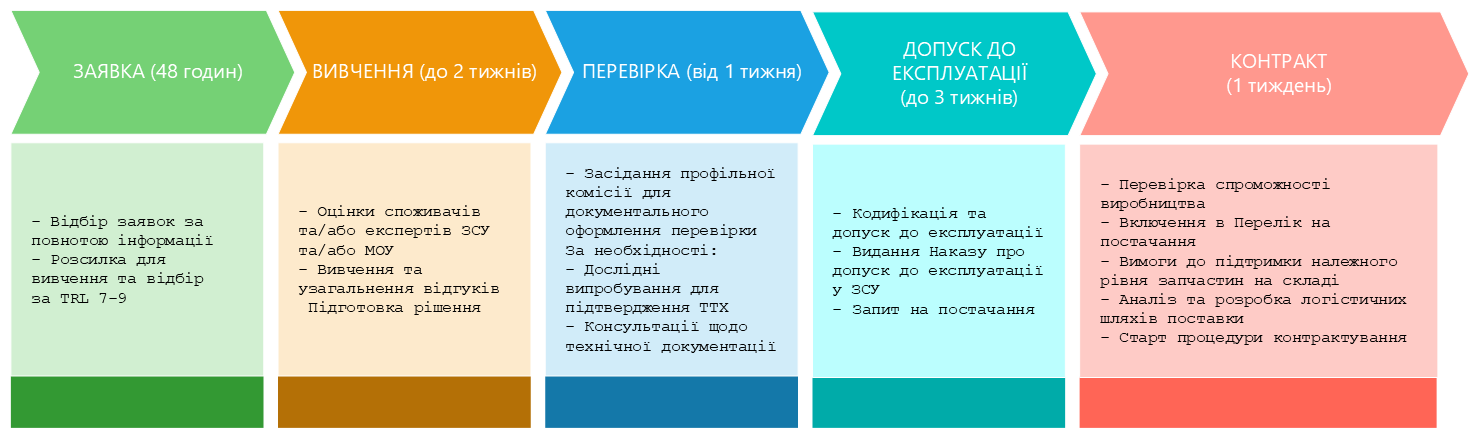 ЗАЯВКА (48 годин)
– Відбір заявок за
повнотою інформації
– Розсилка для
вивчення та відбір
за TRL 7-9
ВИВЧЕННЯ (до 2 тижнів)
– Оцінки споживачів
та/або експертів ЗСУ
та/або МОУ
– Вивчення та
узагальнення відгуків
Підготовка рішення
ПЕРЕВІРКА (від 1 тижня)
– Засідання профільної
комісії для
документального
оформлення перевірки
За необхідності:
– Дослідні
випробування для
підтвердження ТТХ
– Консультації щодо
технічної документації
ДОПУСК ДО
ЕКСПЛУАТАЦІЇ
(до 3 тижнів)
– Кодифікація та
допуск до експлуатації
– Видання Наказу про
допуск до експлуатації
у ЗСУ
– Запит на постачання
КОНТРАКТ
(1 тиждень)
– Перевірка спроможності
виробництва
– Включення в Перелік на
постачання
– Вимоги до підтримки належного
рівня запчастин на складі
– Аналіз та розробка логістичних
шляхів поставки
– Старт процедури контрактування